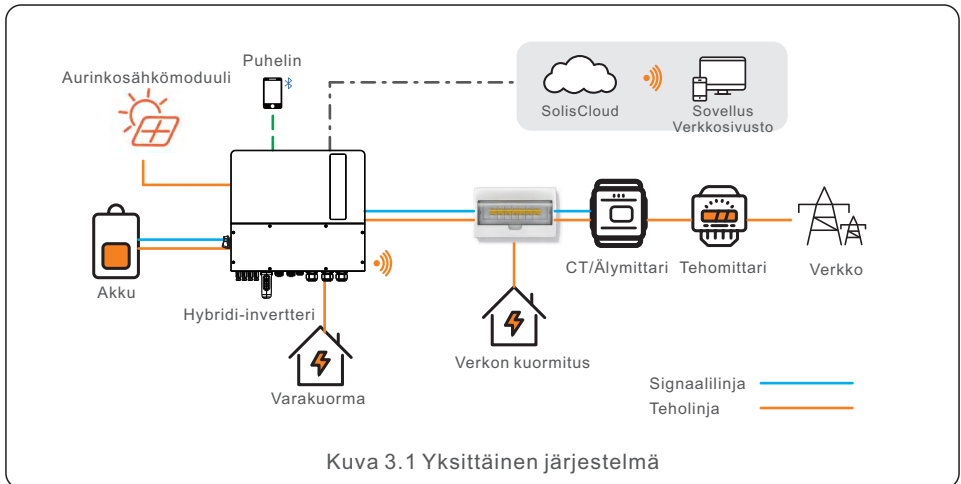 Puhelin
Aurinkosähkömoduuli
SolisCloud
Sovellus
Verkkosivusto
Akku
Hybridi-invertteri
CT/Älymittari
Tehomittari
Verkko
Varakuorma
Verkon kuormitus
Signaalilinja
Teholinja
Kuva 3.1 Yksittäinen järjestelmä